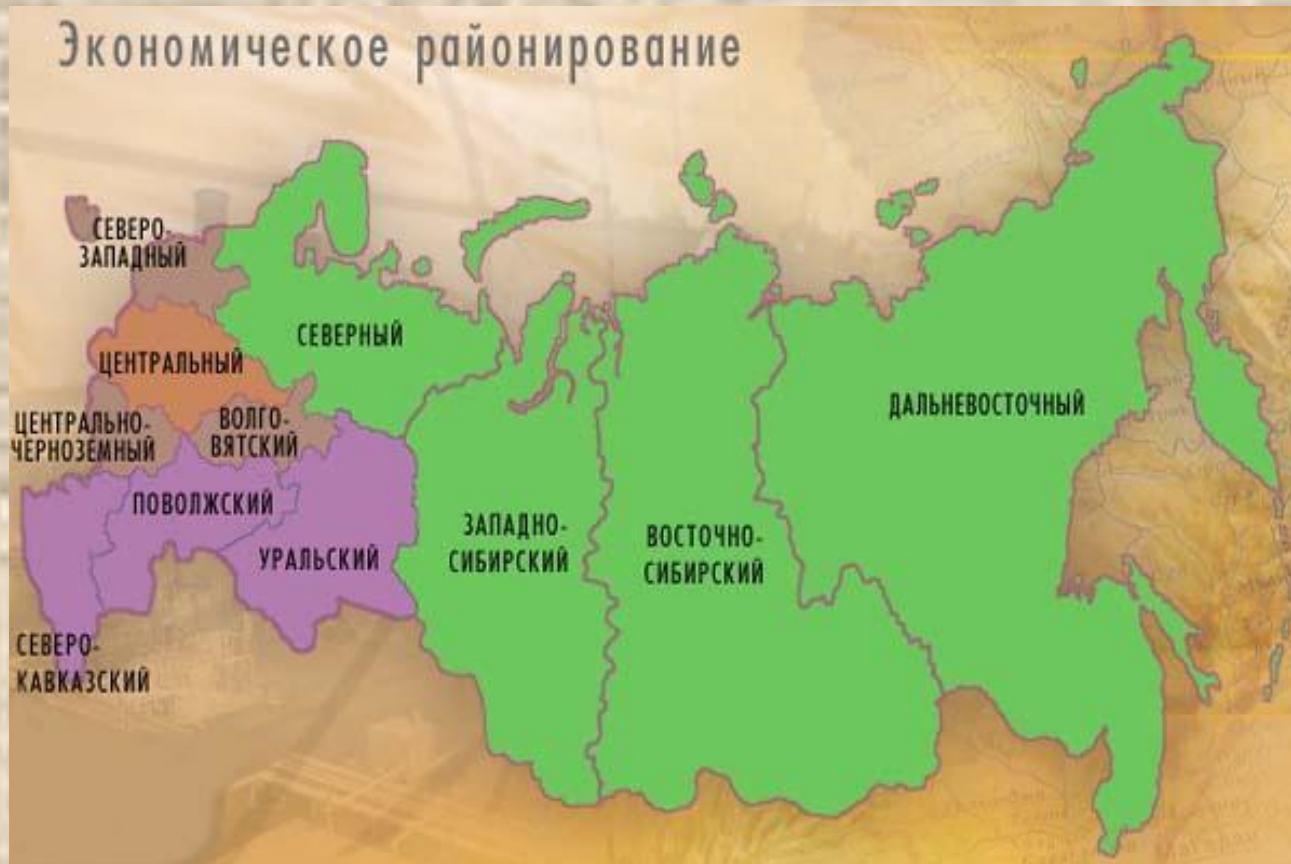 Экономическое районирование
СЕВЕРО-
ЗАПАДНЫЙ
СЕВЕРНЫЙ
ЦЕНТРАЛЬНЫЙ
ЦЕНТРАЛЬНО-
ЧЕРНОЗЕМНЫЙ
ВОЛГО-
ВЯТСКИЙ
ДАЛЬНЕВОСТОЧНЫЙ
ПОВОЛЖСКИЙ
УРАЛЬСКИЙ
ЗАПАДНО-
СИБИРСКИЙ
ВОСТОЧНО-
СИБИРСКИЙ
СЕВЕРО-
КАВКАЗСКИЙ